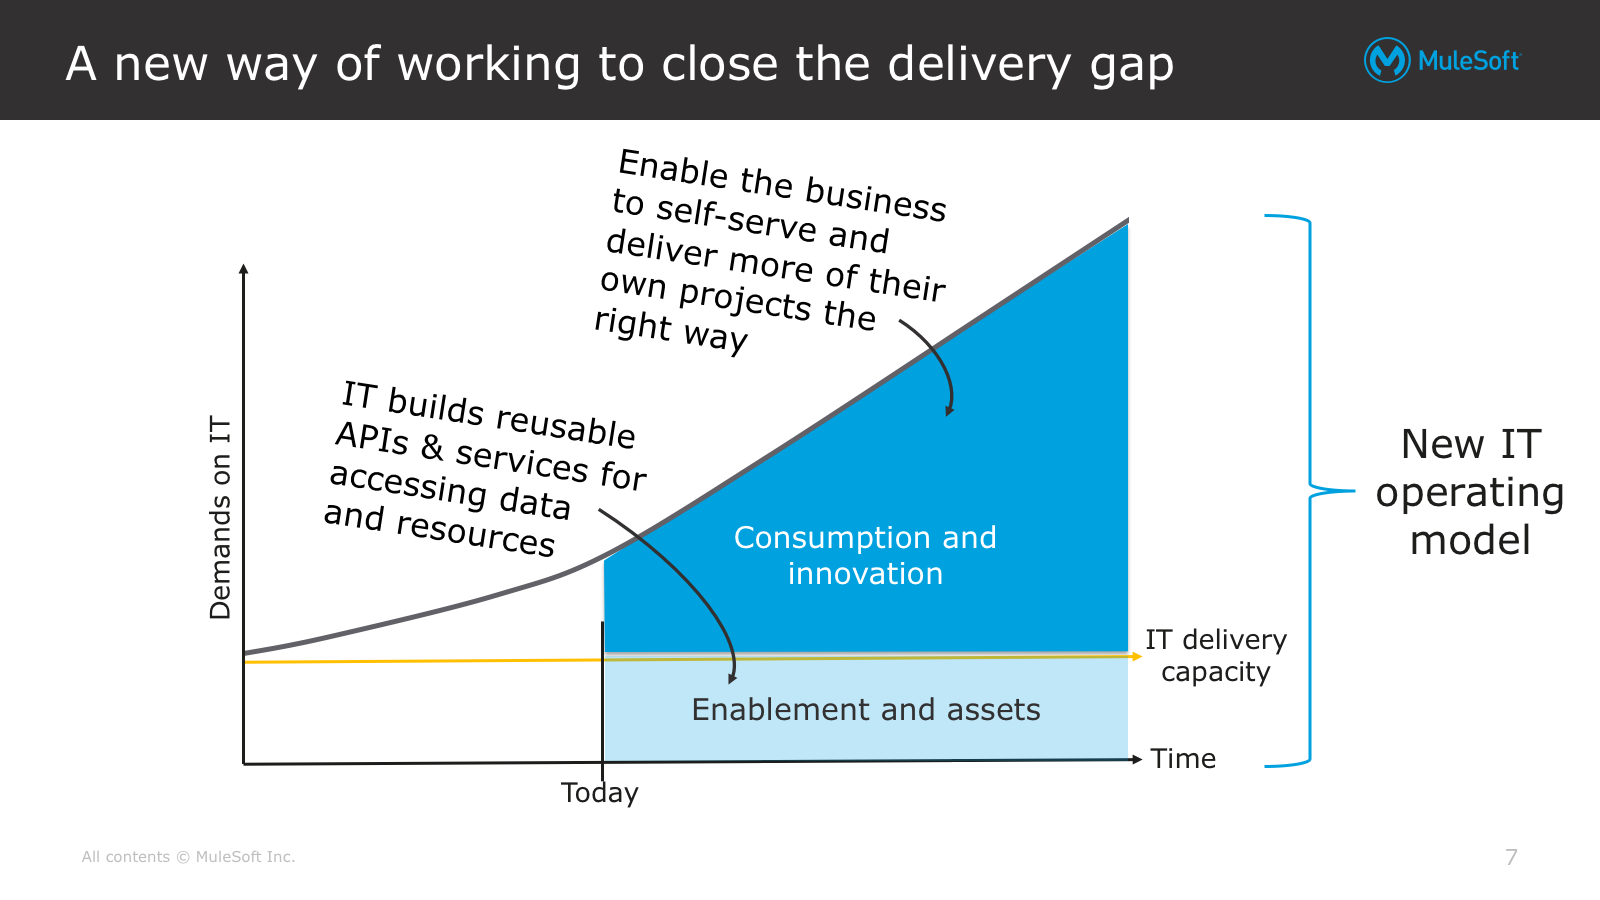 A new way of working to close the delivery gap
MuleSoft
Enable the business
to self-serve and
deliver more of their
own projects the
right way
IT builds reusable
APIs & services for
accessing data
and resources
Demands on IT
Consumption and
innovation
New IT
operating
model
IT delivery
capacity
Enablement and assets
Time
Today
All contents © MuleSoft Inc.
7